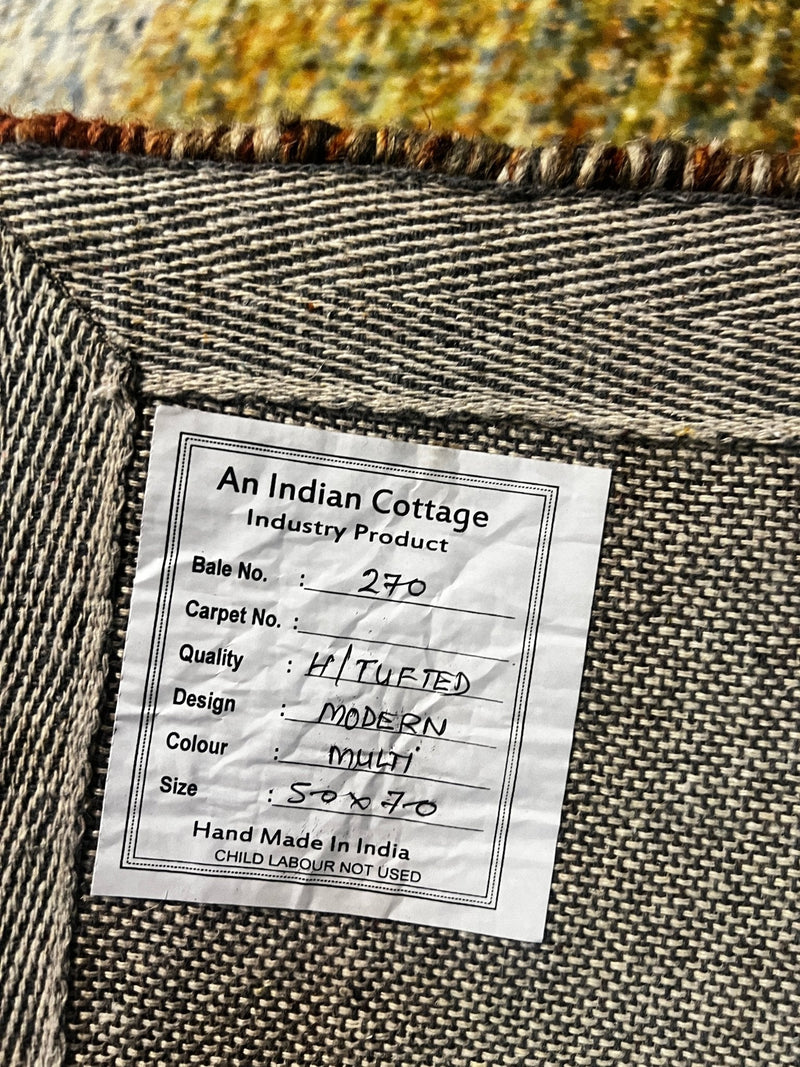 An Indian Cottage
Industry Product
Bale No. : 270
Carpet No. :
Quality : H/TUFTED
Design : MODERN
Colour : MULTi
Size : 50x70
Hand Made In India
CHILD LABOUR NOT USED